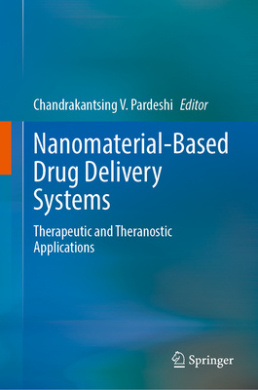 Chandrakantsing V. Pardeshi Editor
Nanomaterial-Based
Drug Delivery
Systems
Therapeutic and Theranostic
Applications
Springer